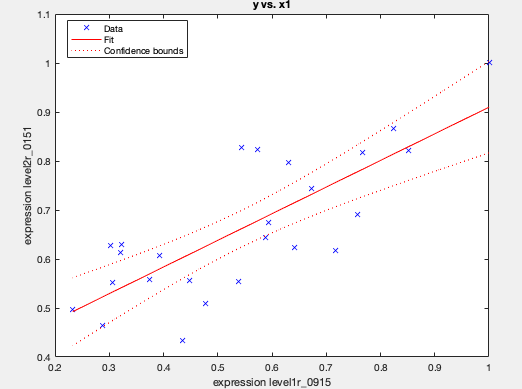 y vs. x1
Data
Fit
Confidence bounds
1.1
1
0.9
0.8
0.7
0.6
0.5
0.4
expression level2r_0151
0.2
0.3
0.4
0.5
0.6
0.7
0.8
0.9
1
expression level1r_0915